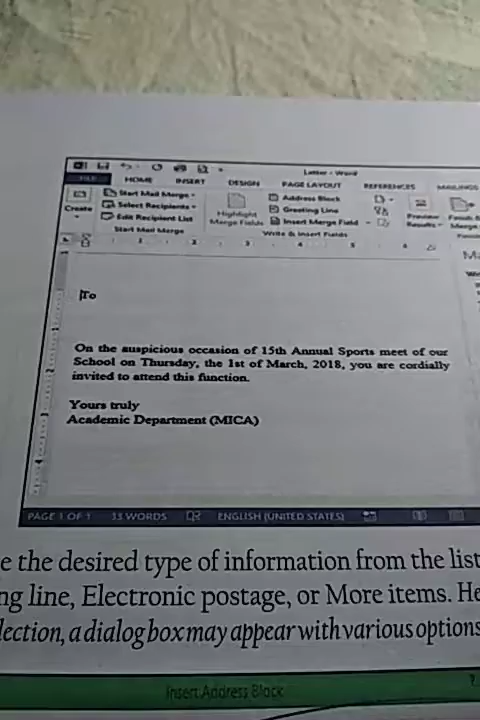 Letter - Word
FILE HOME INSERT DESIGN PAGE LAYOUT REFERENCES MAILINGS
Start Mail Merge Address Block
Create Select Recipients Highlight Merge Fields Greeting Line Preview Results
Edit Recipient List Insert Merge Field
Start Mail Merge Write & Insert Fields
To
On the auspicious occasion of 15th Annual Sports meet of our
School on Thursday, the 1st of March, 2018, you are cordially
invited to attend this function.
Yours truly
Academic Department (MICA)
PAGE 1 OF 1 33 WORDS ENGLISH (UNITED STATES)
e the desired type of information from the list
ng line, Electronic postage, or More items. He
lection, a dialog box may appear with various options
Insert Address Block